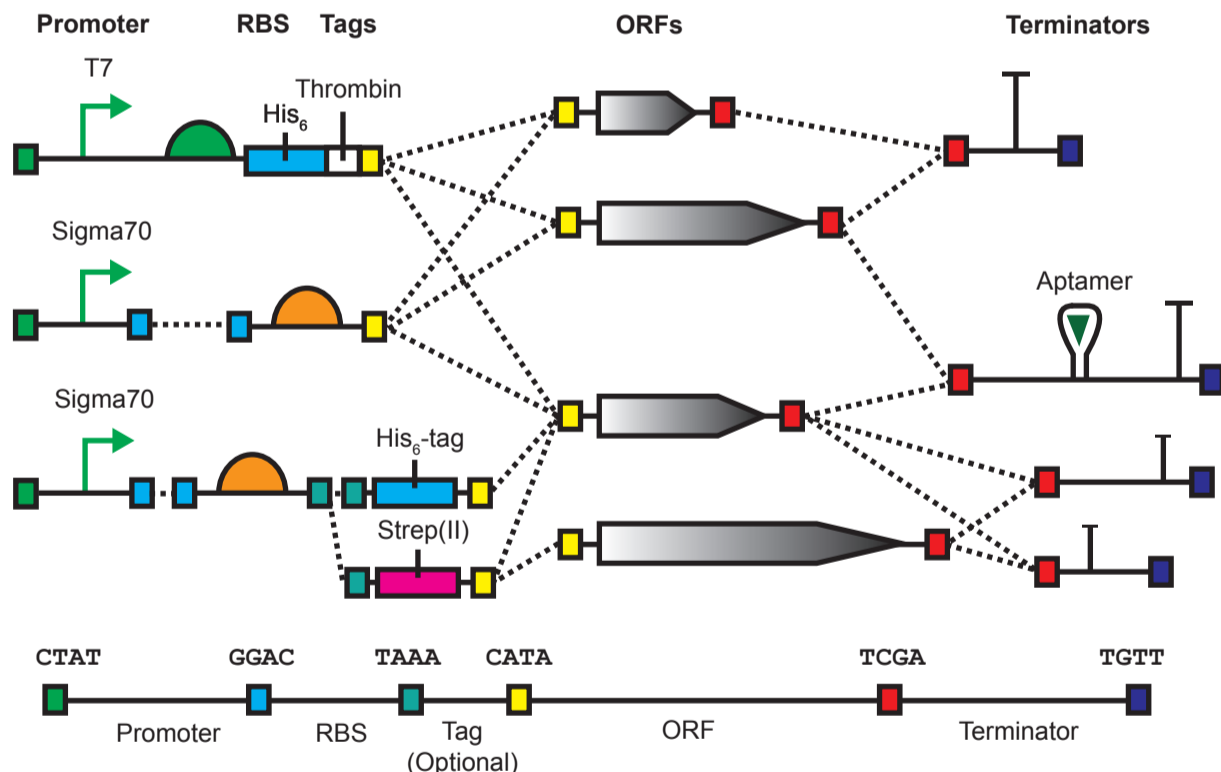 Promoter RBS Tags ORFs Terminators
T7
Thrombin
His6
Sigma70
Aptamer
Sigma70
His6-tag
Strep(II)
CTAT GGAC TAAA CATA TCGA TGTT
Promoter RBS Tag ORF Terminator
(Optional)